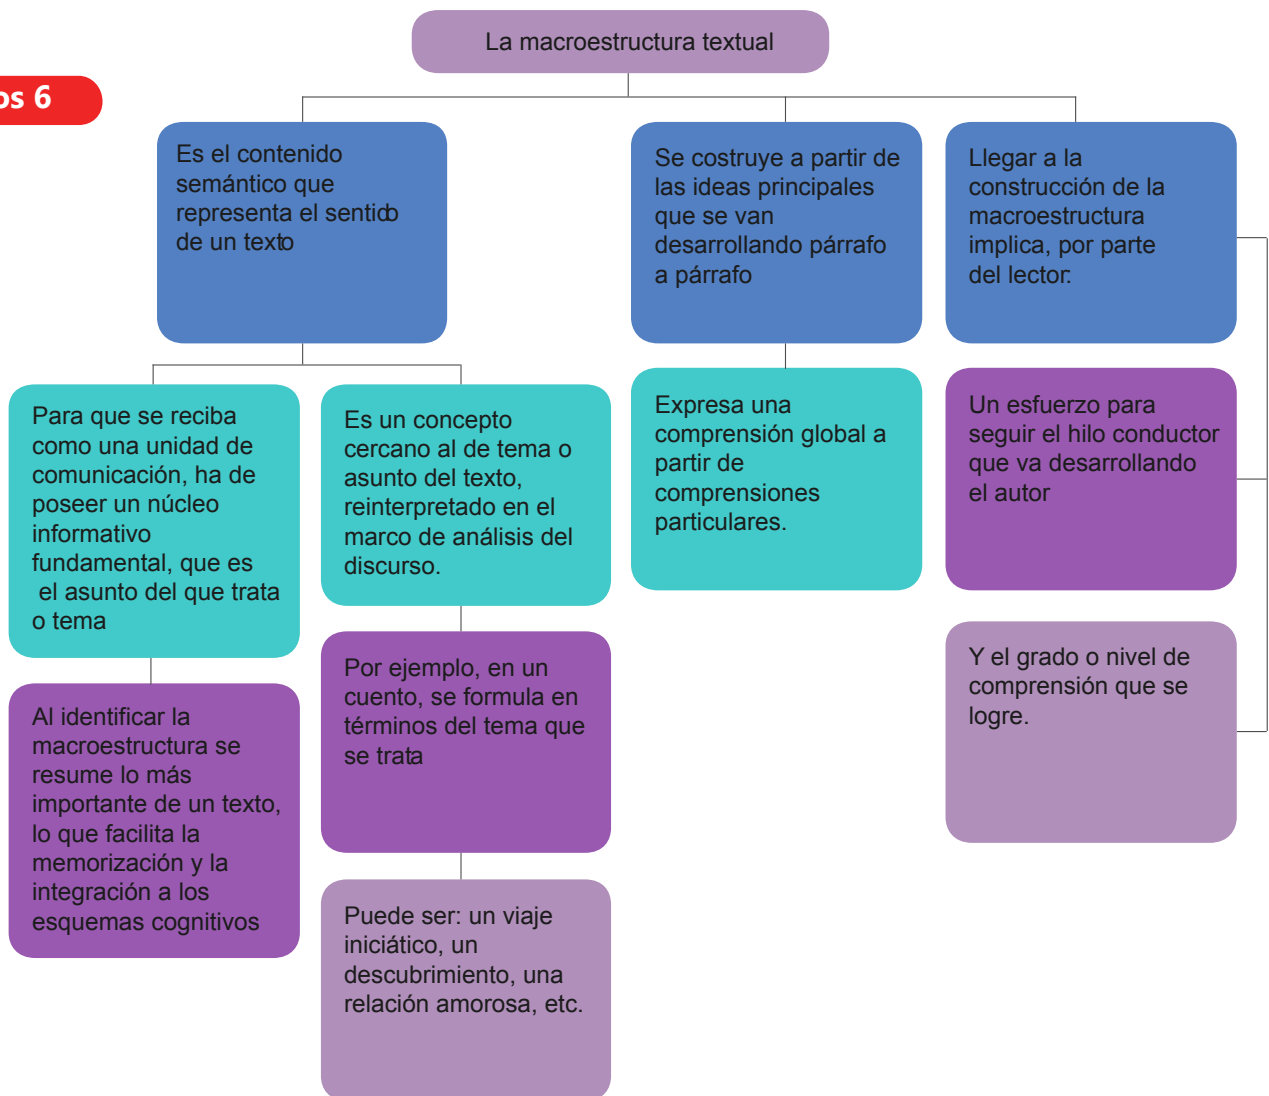 La macroestructura textual
os 6
Es el contenido
semántico que
representa el sentido
de un texto
Se costruye a partir de
las ideas principales
que se van
desarrollando párrafo
a párrafo
Llegar a la
construcción de la
macroestructura
implica, por parte
del lector:
Para que se reciba
como una unidad de
comunicación, ha de
poseer un núcleo
informativo
fundamental, que es
el asunto del que trata
o tema
Es un concepto
cercano al de tema o
asunto del texto,
reinterpretado en el
marco de análisis del
discurso.
Expresa una
comprensión global a
partir de
comprensiones
particulares.
Un esfuerzo para
seguir el hilo conductor
que va desarrollando
el autor
Al identificar la
macroestructura se
resume lo más
importante de un texto,
lo que facilita la
memorización y la
integración a los
esquemas cognitivos
Por ejemplo, en un
cuento, se formula en
términos del tema que
se trata
Y el grado o nivel de
comprensión que se
logre.
Puede ser: un viaje
iniciático, un
descubrimiento, una
relación amorosa, etc.